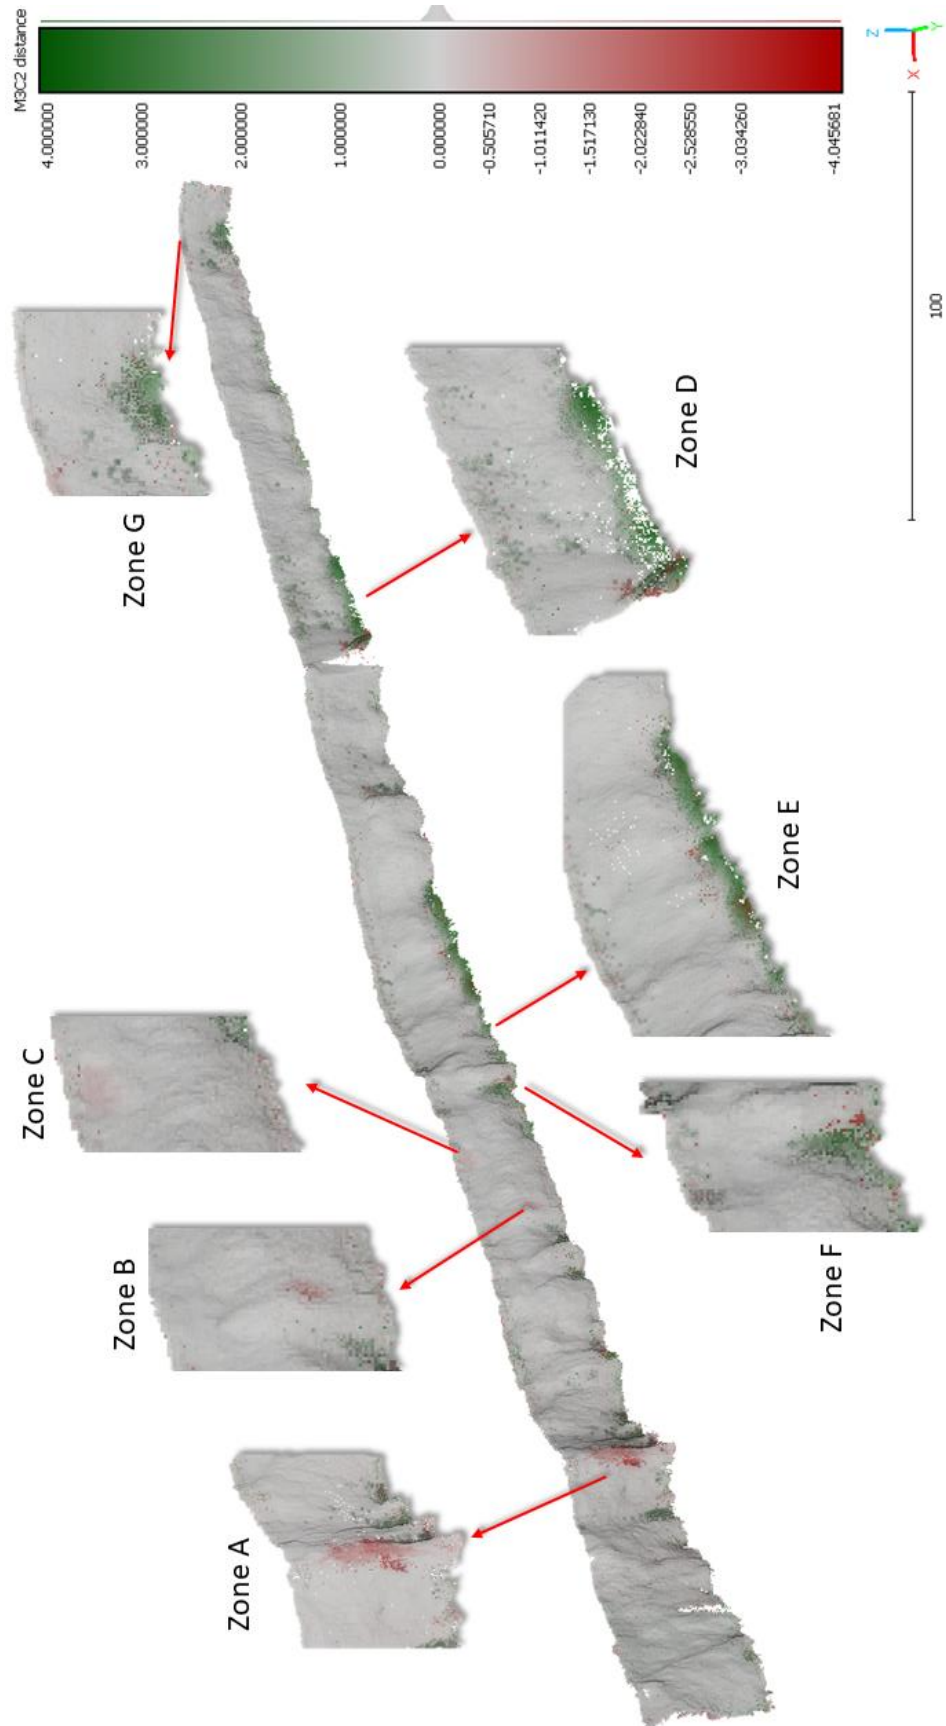 M3C2 distance
4.000000
3.000000
2.000000
1.000000
0.000000
-0.505710
-1.011420
-1.517130
-2.022840
-2.528550
-3.034260
-4.045681
Z
Y
X
100
Zone G
Zone D
Zone C
Zone E
Zone B
Zone F
Zone A